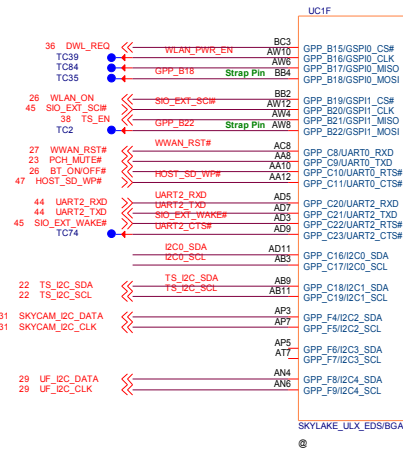 UC1F
36 DWL_REQ WLAN_PWR_EN BC3 GPP_B15/GSPI0_CS#
TC39 AW10 GPP_B16/GSPI0_CLK
TC84 AW6 GPP_B17/GSPI0_MISO
TC35 GPP_B18 Strap Pin BB4 GPP_B18/GSPI0_MOSI
26 WLAN_ON BB2 GPP_B19/GSPI1_CS#
45 SIO_EXT_SCI# SIO_EXT_SCI# AW12 GPP_B20/GSPI1_CLK
38 TS_EN AW4 GPP_B21/GSPI1_MISO
TC2 GPP_B22 Strap Pin AW8 GPP_B22/GSPI1_MOSI
27 WWAN_RST# WWAN_RST# AC8 GPP_C8/UART0_RXD
23 PCH_MUTE# AA8 GPP_C9/UART0_TXD
26 BT_ON/OFF# AA10 GPP_C10/UART0_RTS#
47 HOST_SD_WP# HOST_SD_WP# AA12 GPP_C11/UART0_CTS#
44 UART2_RXD UART2_RXD AD5 GPP_C20/UART2_RXD
44 UART2_TXD UART2_TXD AD7 GPP_C21/UART2_TXD
45 SIO_EXT_WAKE# SIO_EXT_WAKE# AD3 GPP_C22/UART2_RTS#
TC74 UART2_CTS# AD9 GPP_C23/UART2_CTS#
I2C0_SDA AD11 GPP_C16/I2C0_SDA
I2C0_SCL AB3 GPP_C17/I2C0_SCL
22 TS_I2C_SDA TS_I2C_SDA AB9 GPP_C18/I2C1_SDA
22 TS_I2C_SCL TS_I2C_SCL AB11 GPP_C19/I2C1_SCL
31 SKYCAM_I2C_DATA AP3 GPP_F4/I2C2_SDA
31 SKYCAM_I2C_CLK AP7 GPP_F5/I2C2_SCL
AP5 GPP_F6/I2C3_SDA
AT7 GPP_F7/I2C3_SCL
29 UF_I2C_DATA AN4 GPP_F8/I2C4_SDA
29 UF_I2C_CLK AN6 GPP_F9/I2C4_SCL
SKYLAKE_ULX_EDS/BGA
@